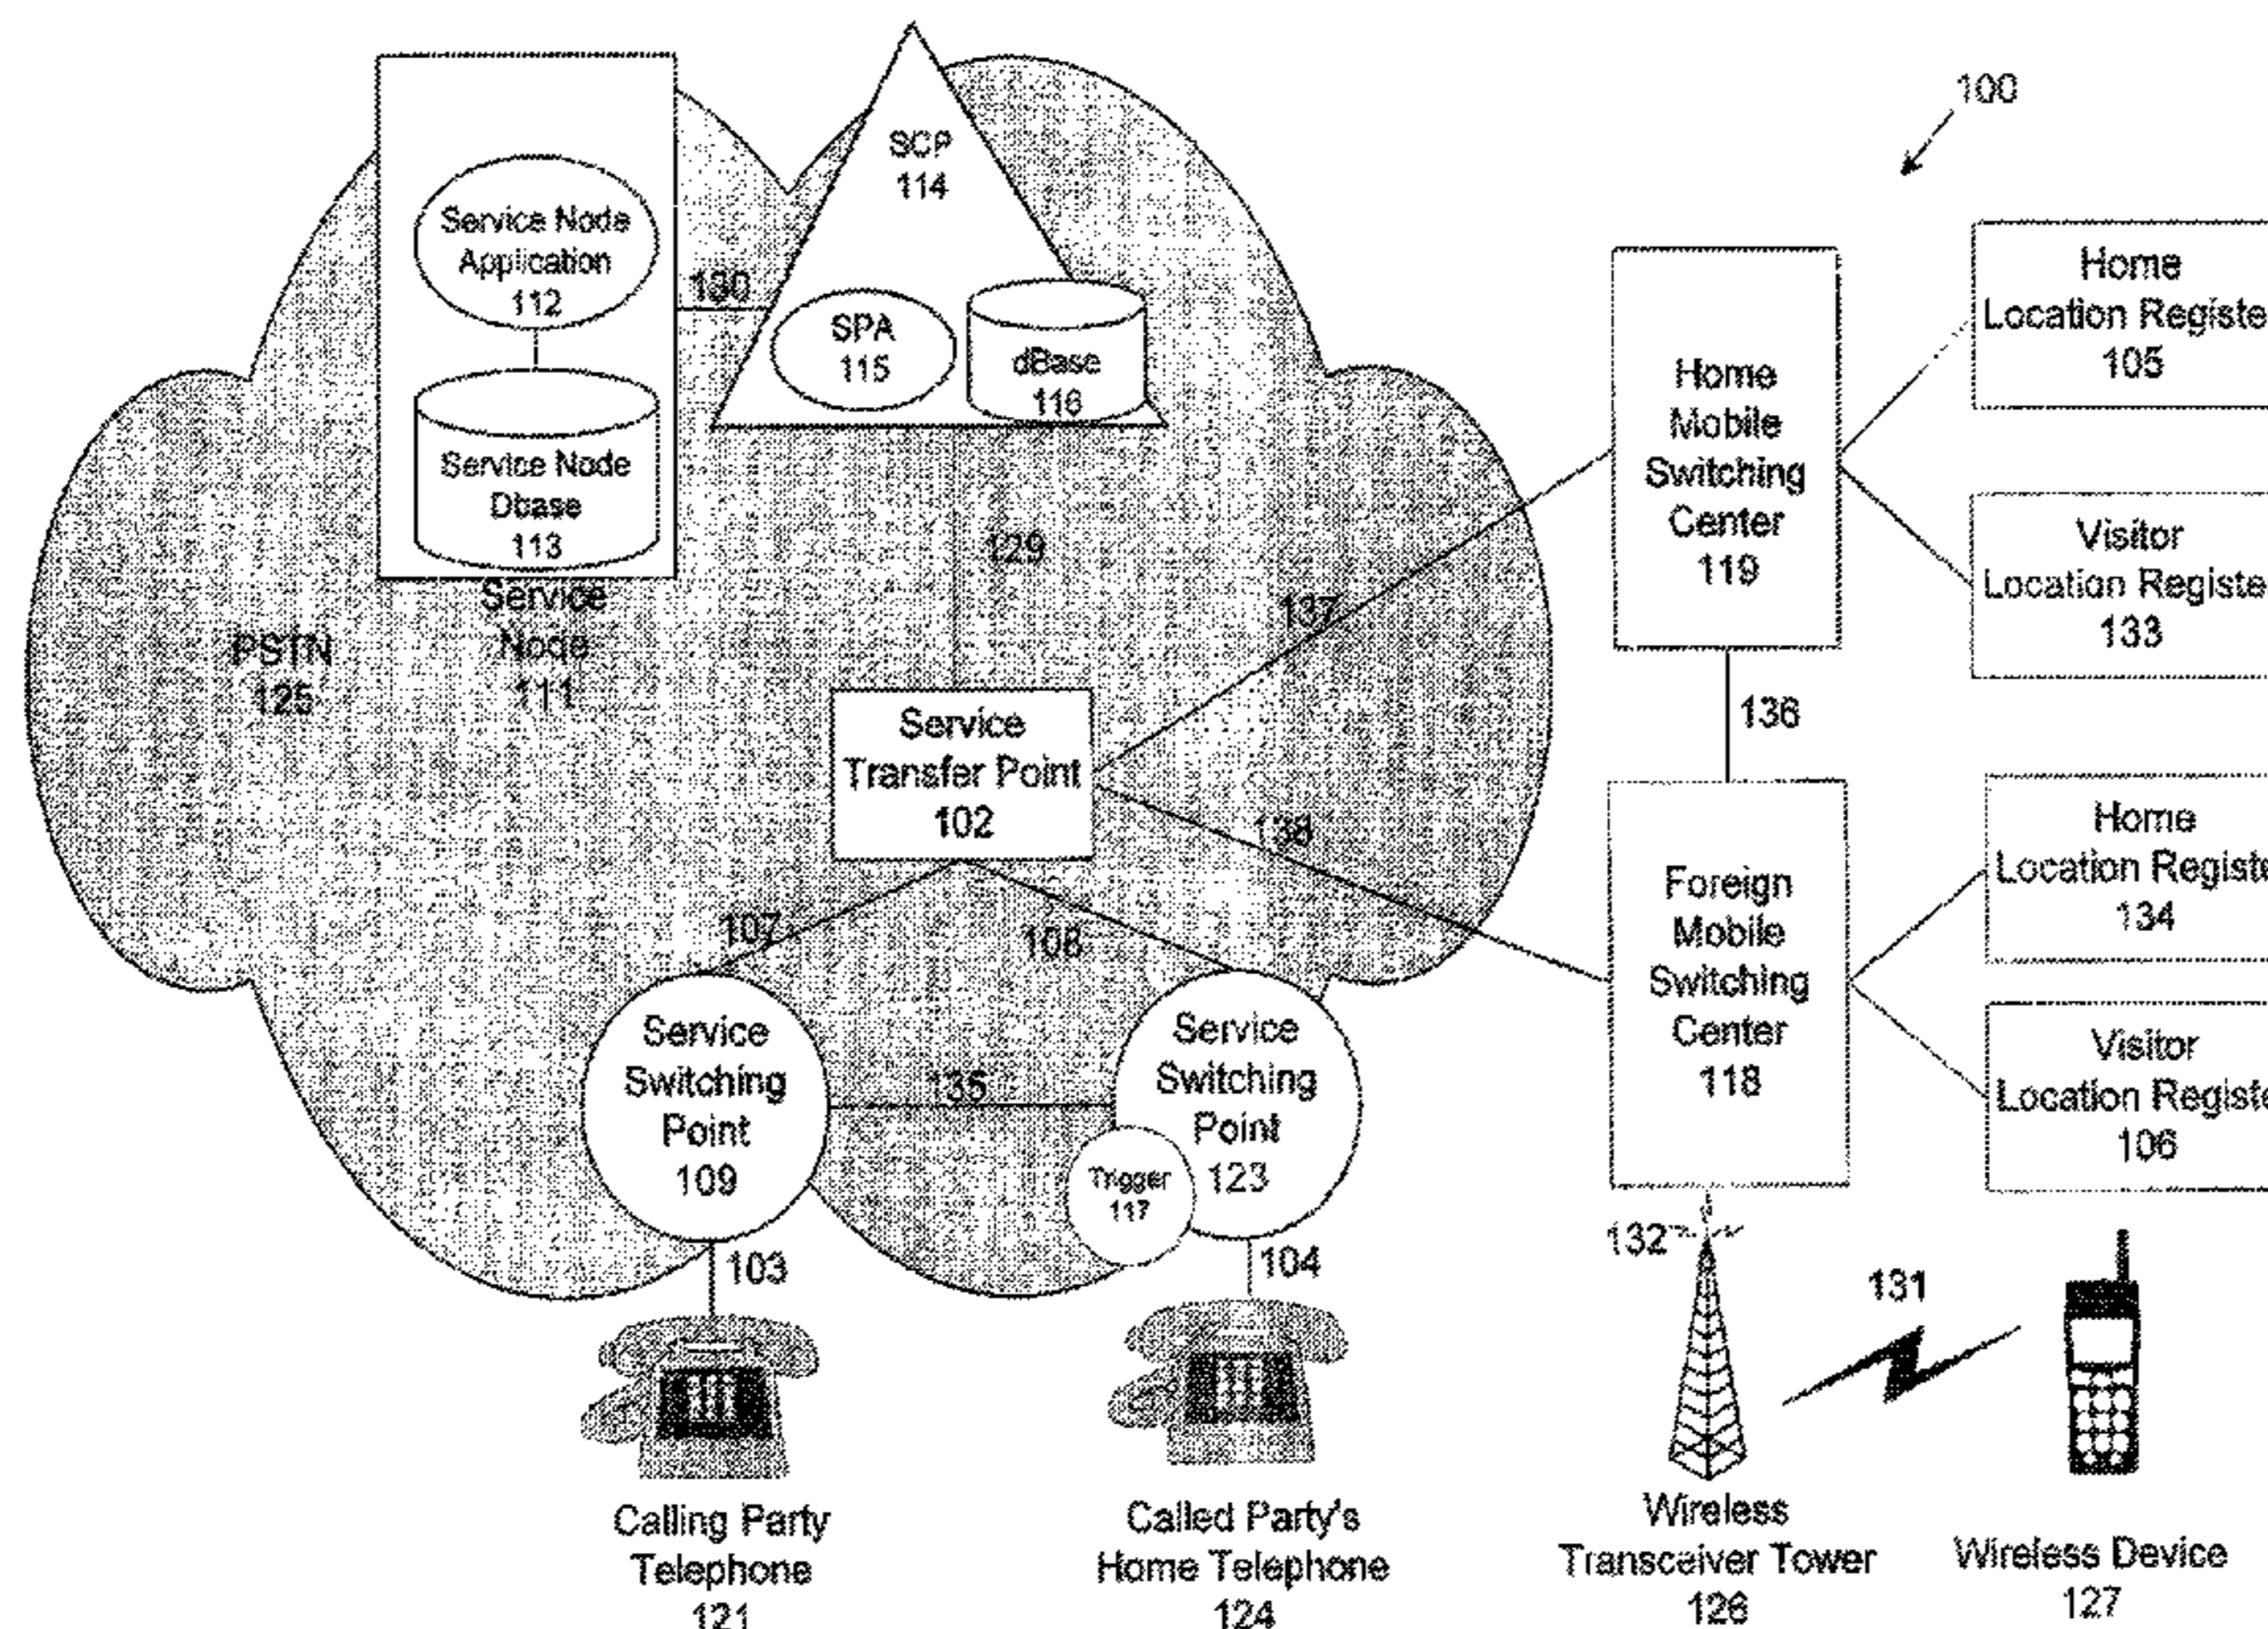 100
SCP
114
Service Node
Application
112
130
SPA
115
dBase
116
Service Node
Dbase
113
Service
Node
111
PSTN
125
129
137
Home
Mobile
Switching
Center
119
Home
Location Registe
105
Visitor
Location Registe
133
136
Service
Transfer Point
102
138
107
108
Foreign
Mobile
Switching
Center
118
Home
Location Registe
134
Visitor
Location Registe
106
Service
Switching
Point
109
135
Service
Switching
Point
123
Trigger
117
103
104
132
131
Calling Party
Telephone
121
Called Party's
Home Telephone
124
Wireless
Transceiver Tower
126
Wireless Device
127